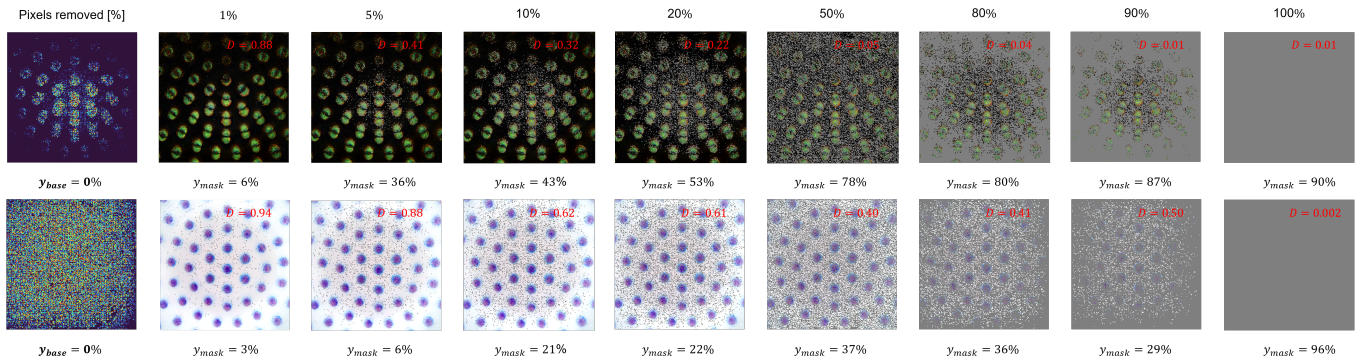 Pixels removed [%] 1% 5% 10% 20% 50% 80% 90% 100%
D = 0.88 D = 0.41 D = 0.32 D = 0.22 D = 0.04 D = 0.01 D = 0.01
y_base = 0% y_mask = 6% y_mask = 36% y_mask = 43% y_mask = 53% y_mask = 78% y_mask = 80% y_mask = 87% y_mask = 90%
D = 0.94 D = 0.88 D = 0.62 D = 0.61 D = 0.40 D = 0.41 D = 0.50 D = 0.002
y_base = 0% y_mask = 3% y_mask = 6% y_mask = 21% y_mask = 22% y_mask = 37% y_mask = 36% y_mask = 29% y_mask = 96%